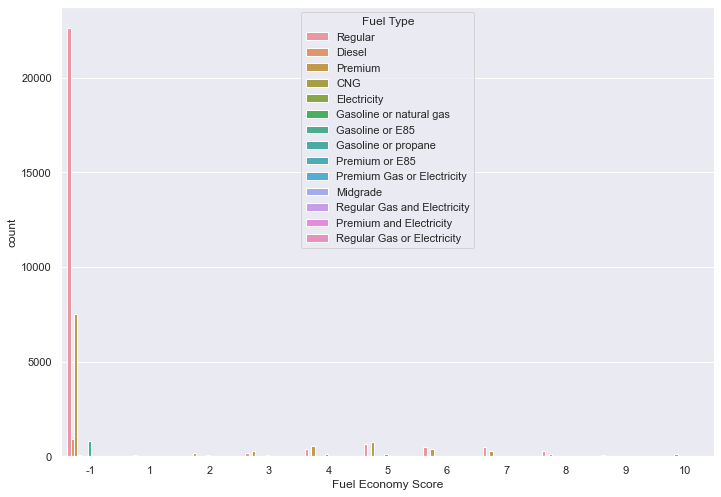 Fuel Type
Regular
Diesel
Premium
CNG
Electricity
Gasoline or natural gas
Gasoline or E85
Gasoline or propane
Premium or E85
Premium Gas or Electricity
Midgrade
Regular Gas and Electricity
Premium and Electricity
Regular Gas or Electricity
20000
15000
10000
5000
0
count
-1 1 2 3 4 5 6 7 8 9 10
Fuel Economy Score